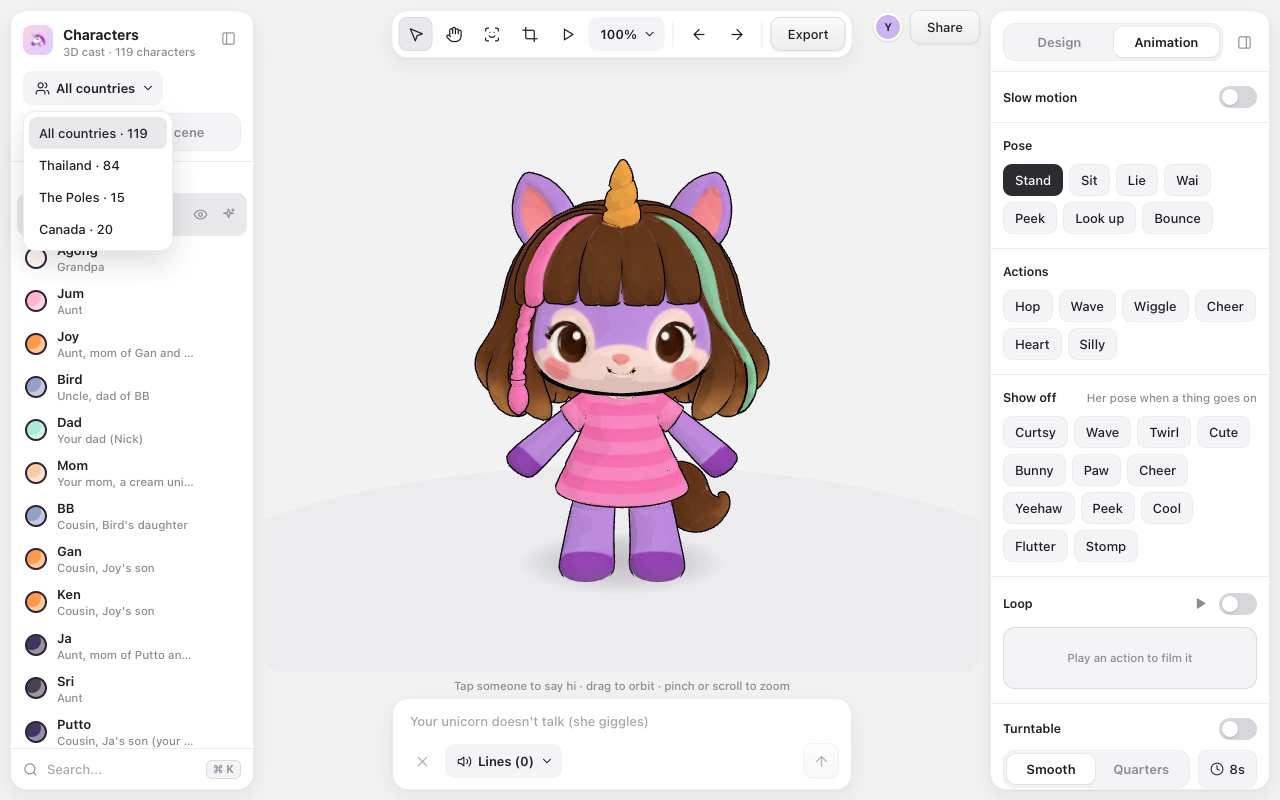 Characters
3D cast · 119 characters
All countries
All countries · 119
Thailand · 84
The Poles · 15
Canada · 20
cene
Agong
Grandpa
Jum
Aunt
Joy
Aunt, mom of Gan and ...
Bird
Uncle, dad of BB
Dad
Your dad (Nick)
Mom
Your mom, a cream uni...
BB
Cousin, Bird's daughter
Gan
Cousin, Joy's son
Ken
Cousin, Joy's son
Ja
Aunt, mom of Putto an...
Sri
Aunt
Putto
Cousin, Ja's son (your ...
Search...
⌘ K
100%
Export
Y
Share
Tap someone to say hi · drag to orbit · pinch or scroll to zoom
Your unicorn doesn't talk (she giggles)
Lines (0)
Design
Animation
Slow motion
Pose
Stand
Sit
Lie
Wai
Peek
Look up
Bounce
Actions
Hop
Wave
Wiggle
Cheer
Heart
Silly
Show off
Her pose when a thing goes on
Curtsy
Wave
Twirl
Cute
Bunny
Paw
Cheer
Yeehaw
Peek
Cool
Flutter
Stomp
Loop
Play an action to film it
Turntable
Smooth
Quarters
8s